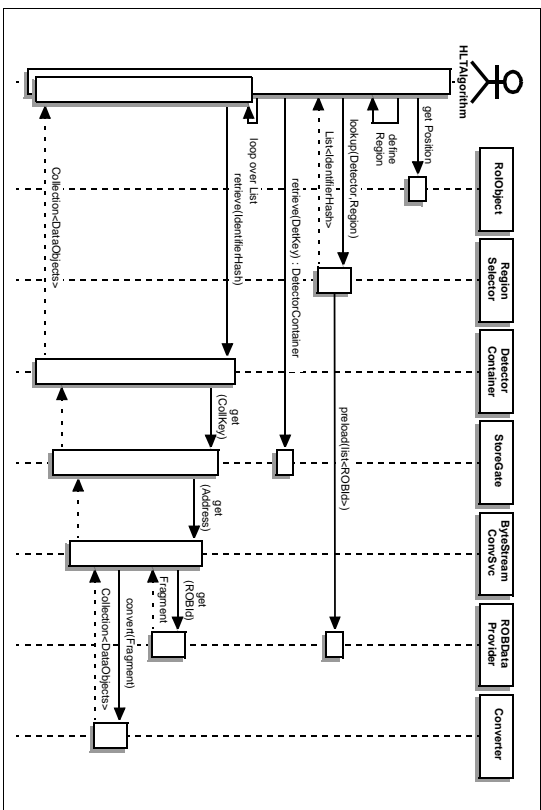 HLTAlgorithm
RoIObject
Region
Selector
Detector
Container
StoreGate
ByteStream
ConvSvc
ROBData
Provider
Converter
get Position
define
Region
lookup(Detector,Region)
preload(list<ROBId>)
List<IdentifierHash>
retrieve(DetKey) : DetectorContainer
loop over List
retrieve(IdentifierHash)
get
(CollKey)
get
(Address)
get
(ROBId)
Fragment
convert(Fragment)
Collection<DataObjects>
Collection<DataObjects>